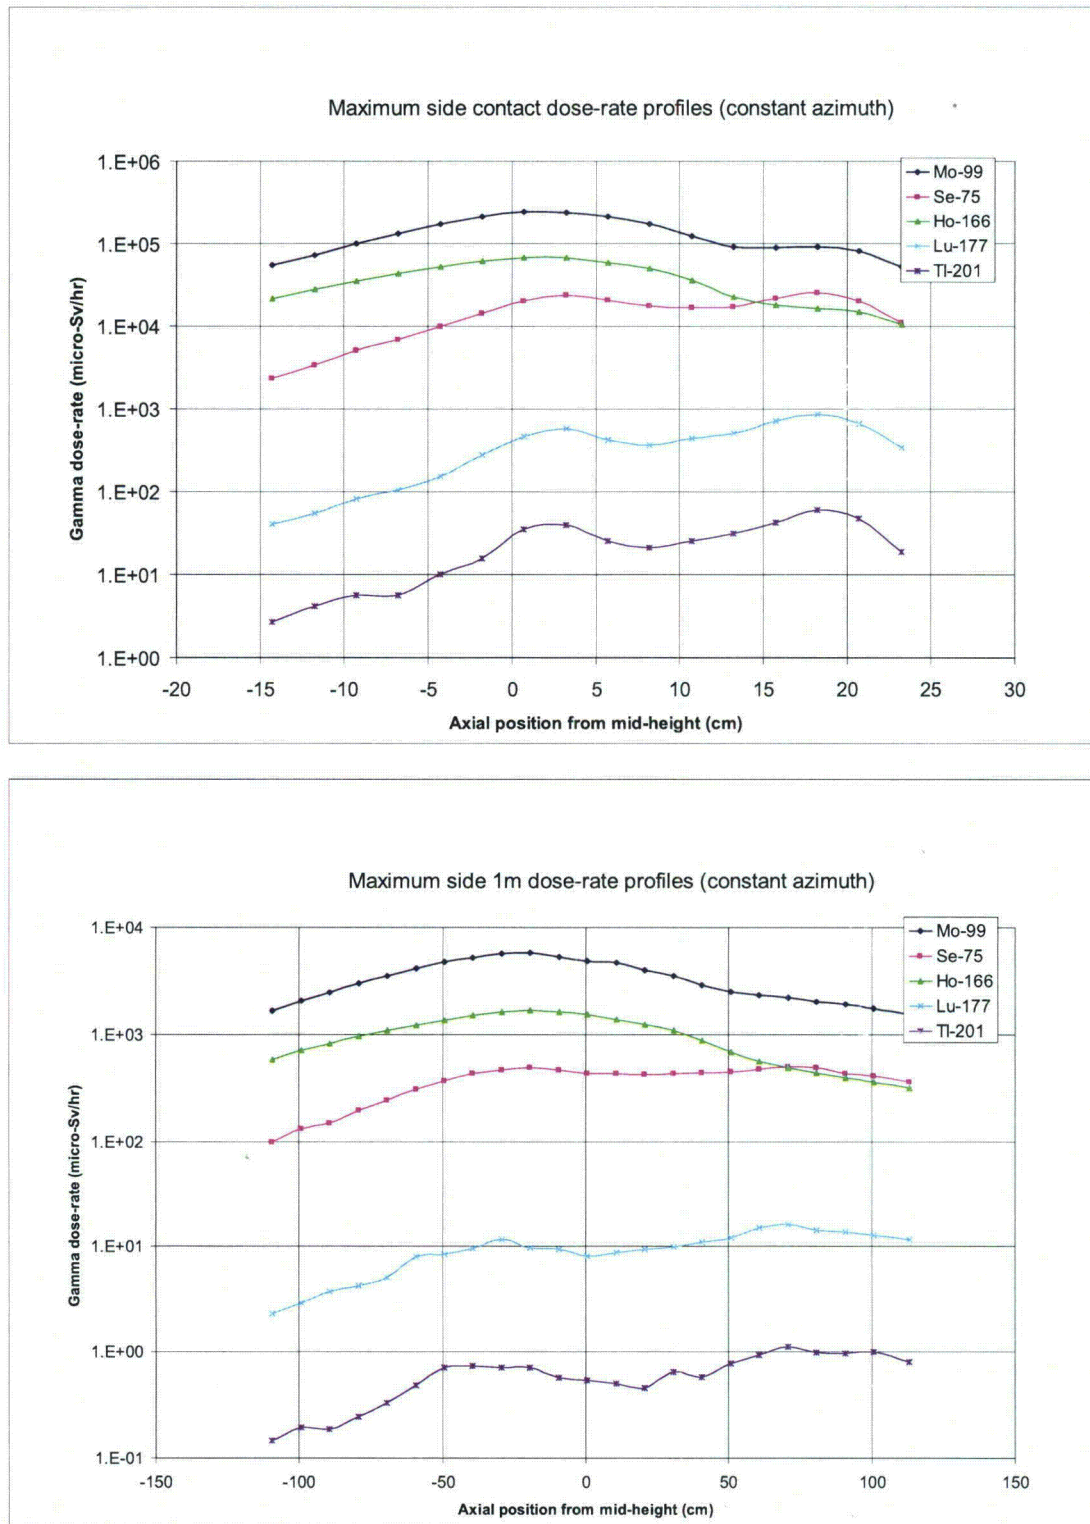 Maximum side contact dose-rate profiles (constant azimuth)
1.E+06
1.E+05
1.E+04
1.E+03
1.E+02
1.E+01
1.E+00
Gamma dose-rate (micro-Sv/hr)
-20 -15 -10 -5 0 5 10 15 20 25 30
Axial position from mid-height (cm)
Mo-99
Se-75
Ho-166
Lu-177
Tl-201
Maximum side 1m dose-rate profiles (constant azimuth)
1.E+04
1.E+03
1.E+02
1.E+01
1.E+00
1.E-01
Gamma dose-rate (micro-Sv/hr)
-150 -100 -50 0 50 100 150
Axial position from mid-height (cm)
Mo-99
Se-75
Ho-166
Lu-177
Tl-201